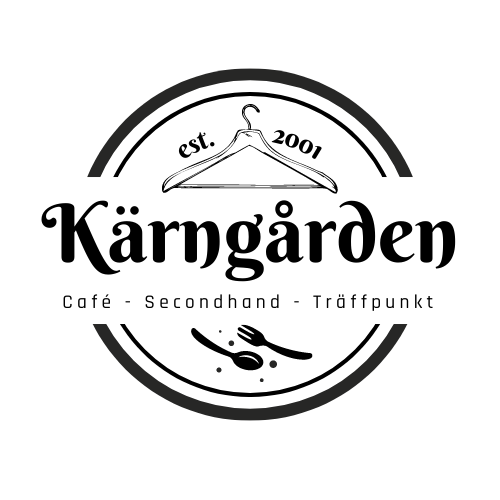 est. 2001
Kärngården
Café - Secondhand - Träffpunkt